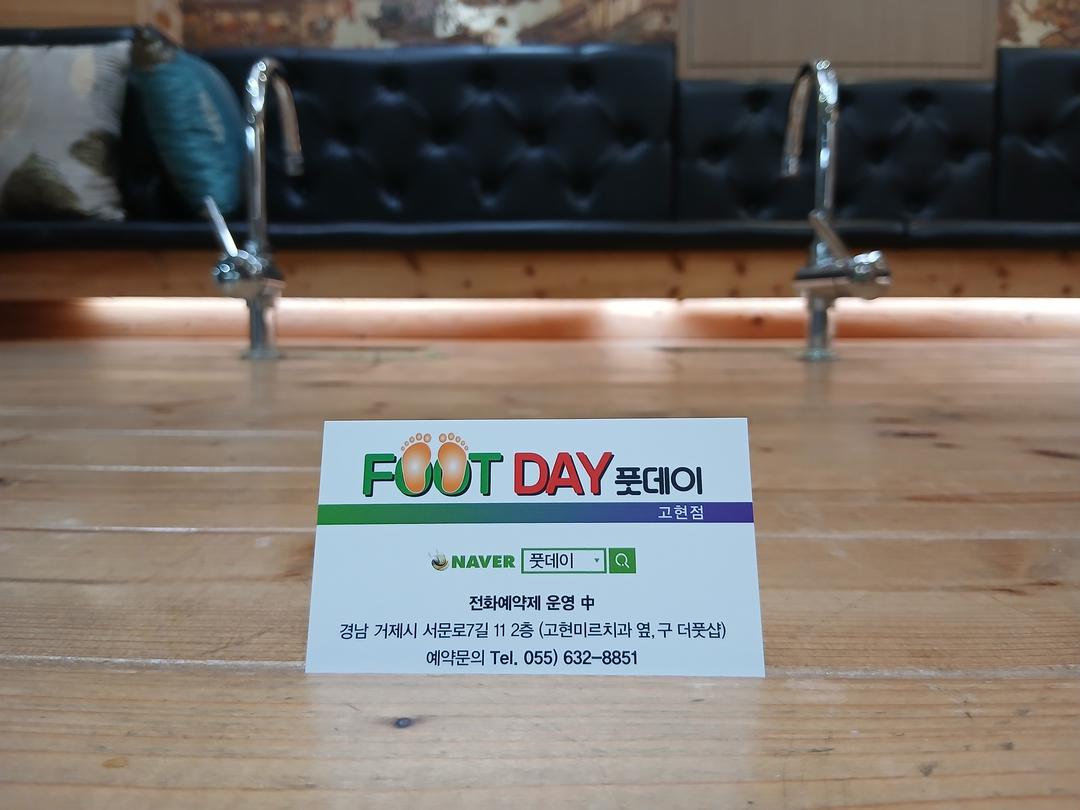 FOOT DAY 풋데이
고현점
NAVER 풋데이
전화예약제 운영 中
경남 거제시 서문로7길 11 2층 (고현미르치과 옆, 구 더풋샵)
예약문의 Tel. 055) 632-8851